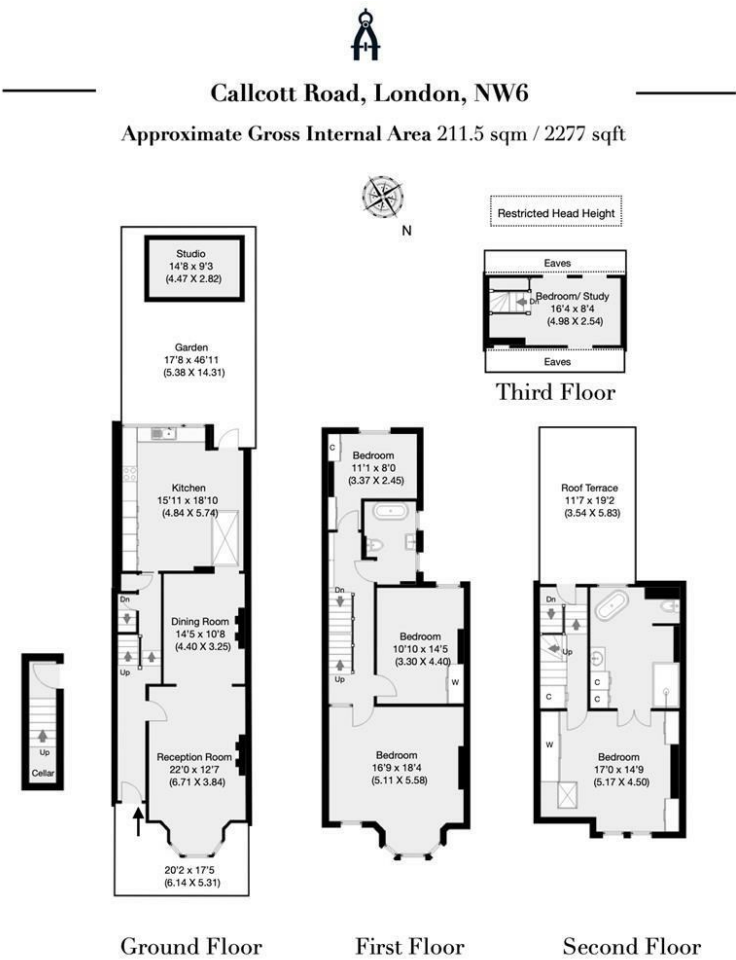 Callcott Road, London, NW6
Approximate Gross Internal Area 211.5 sqm / 2277 sqft
N
Restricted Head Height
Studio
14'8 x 9'3
(4.47 X 2.82)
Garden
17'8 x 46'11
(5.38 X 14.31)
Eaves
Bedroom/ Study
Dn
16'4 x 8'4
(4.98 X 2.54)
Eaves
Third Floor
Kitchen
15'11 x 18'10
(4.84 X 5.74)
Dn
Dining Room
14'5 x 10'8
(4.40 X 3.25)
Up
Reception Room
22'0 x 12'7
(6.71 X 3.84)
20'2 x 17'5
(6.14 X 5.31)
Up
Cellar
Ground Floor
C
Bedroom
11'1 x 8'0
(3.37 X 2.45)
Dn
Bedroom
10'10 x 14'5
(3.30 X 4.40)
Up
W
Bedroom
16'9 x 18'4
(5.11 X 5.58)
First Floor
Roof Terrace
11'7 x 19'2
(3.54 X 5.83)
Dn
Up
C
C
C
W
Bedroom
17'0 x 14'9
(5.17 X 4.50)
Second Floor